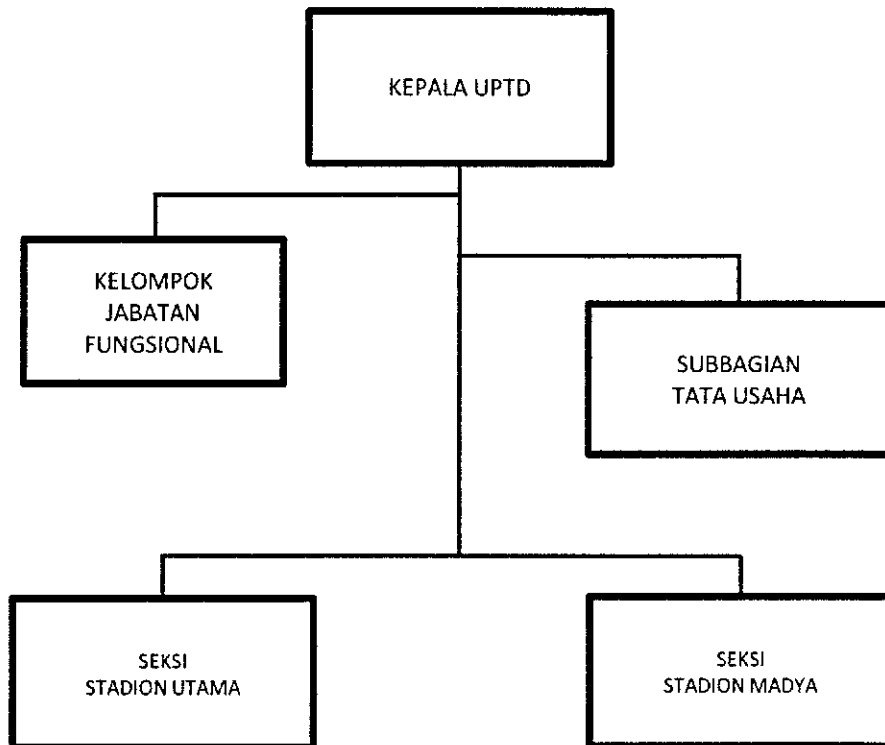 KEPALA UPTD
KELOMPOK
JABATAN
FUNGSIONAL
SUBBAGIAN
TATA USAHA
SEKSI
STADION UTAMA
SEKSI
STADION MADYA